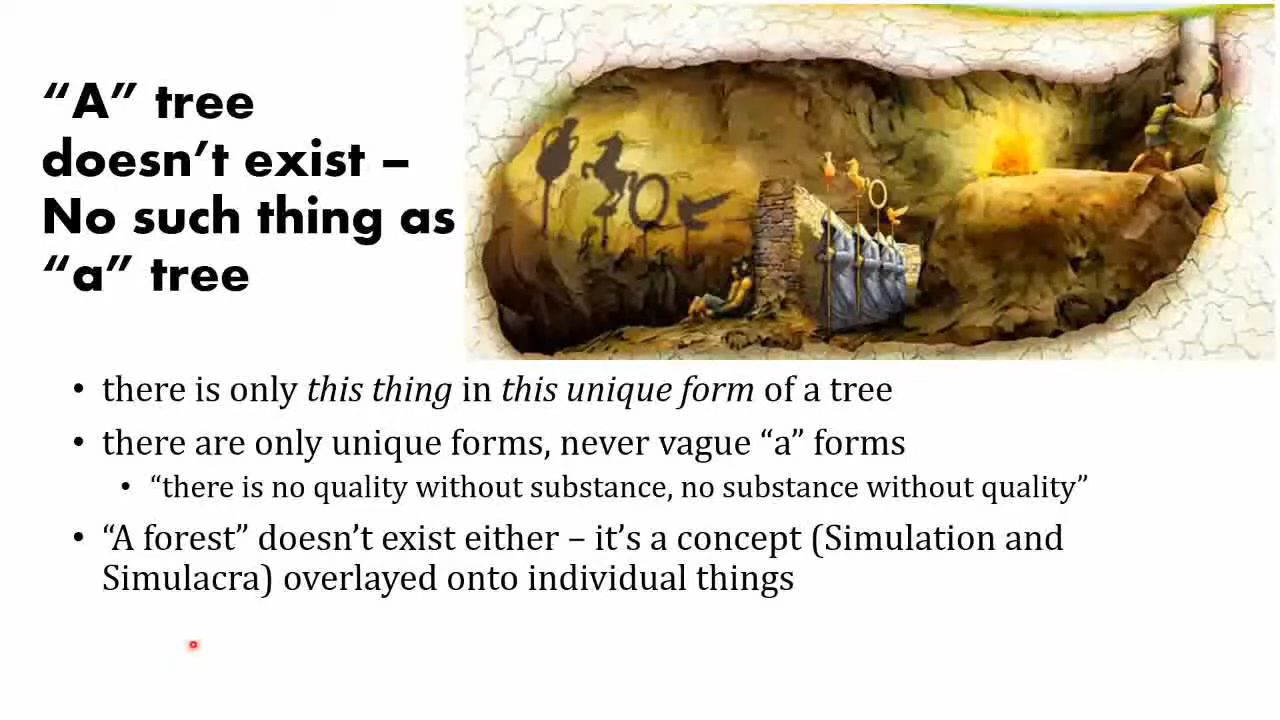 “A” tree
doesn’t exist –
No such thing as
“a” tree
• there is only this thing in this unique form of a tree
• there are only unique forms, never vague “a” forms
• “there is no quality without substance, no substance without quality”
• “A forest” doesn’t exist either – it’s a concept (Simulation and
Simulacra) overlayed onto individual things